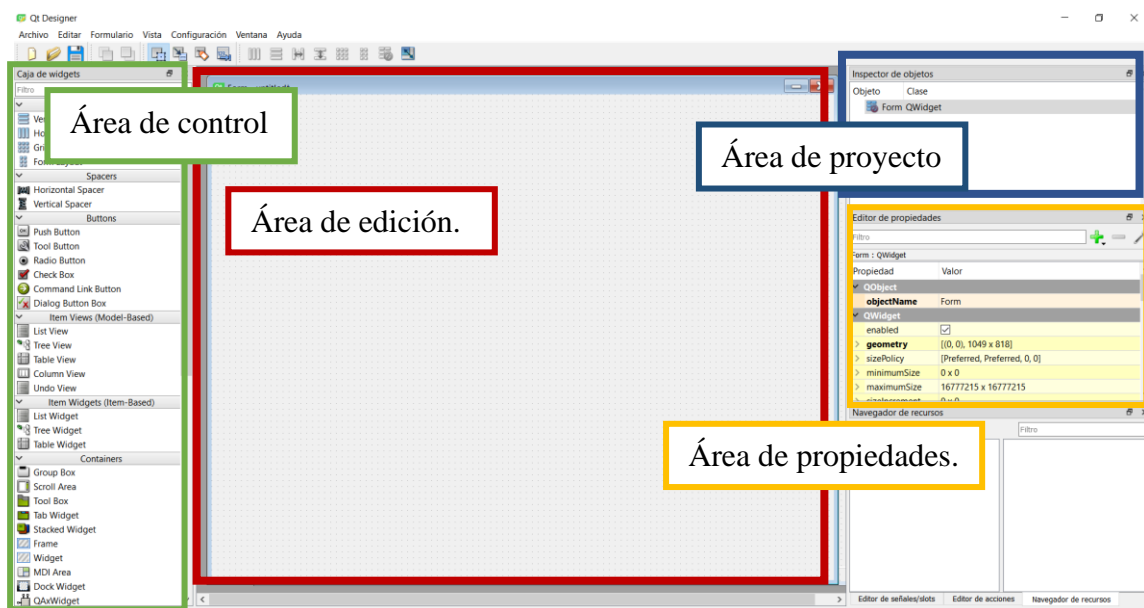 Qt Designer
Archivo Editar Formulario Vista Configuración Ventana Ayuda
Caja de widgets
Filtro
Área de control
Spacers
Horizontal Spacer
Vertical Spacer
Buttons
Push Button
Tool Button
Radio Button
Check Box
Command Link Button
Dialog Button Box
Item Views (Model-Based)
List View
Tree View
Table View
Column View
Undo View
Item Widgets (Item-Based)
List Widget
Tree Widget
Table Widget
Containers
Group Box
Scroll Area
Tool Box
Tab Widget
Stacked Widget
Frame
Widget
MDI Area
Dock Widget
QAxWidget
Área de edición.
Inspector de objetos
Objeto Clase
Form QWidget
Área de proyecto
Editor de propiedades
Filtro
Form : QWidget
Propiedad Valor
QObject
objectName Form
QWidget
enabled
geometry [(0, 0), 1049 x 818]
sizePolicy [Preferred, Preferred, 0, 0]
minimumSize 0 x 0
maximumSize 16777215 x 16777215
sizeIncrement 0 x 0
Navegador de recursos
Filtro
Área de propiedades.
Editor de señales/slots Editor de acciones Navegador de recursos